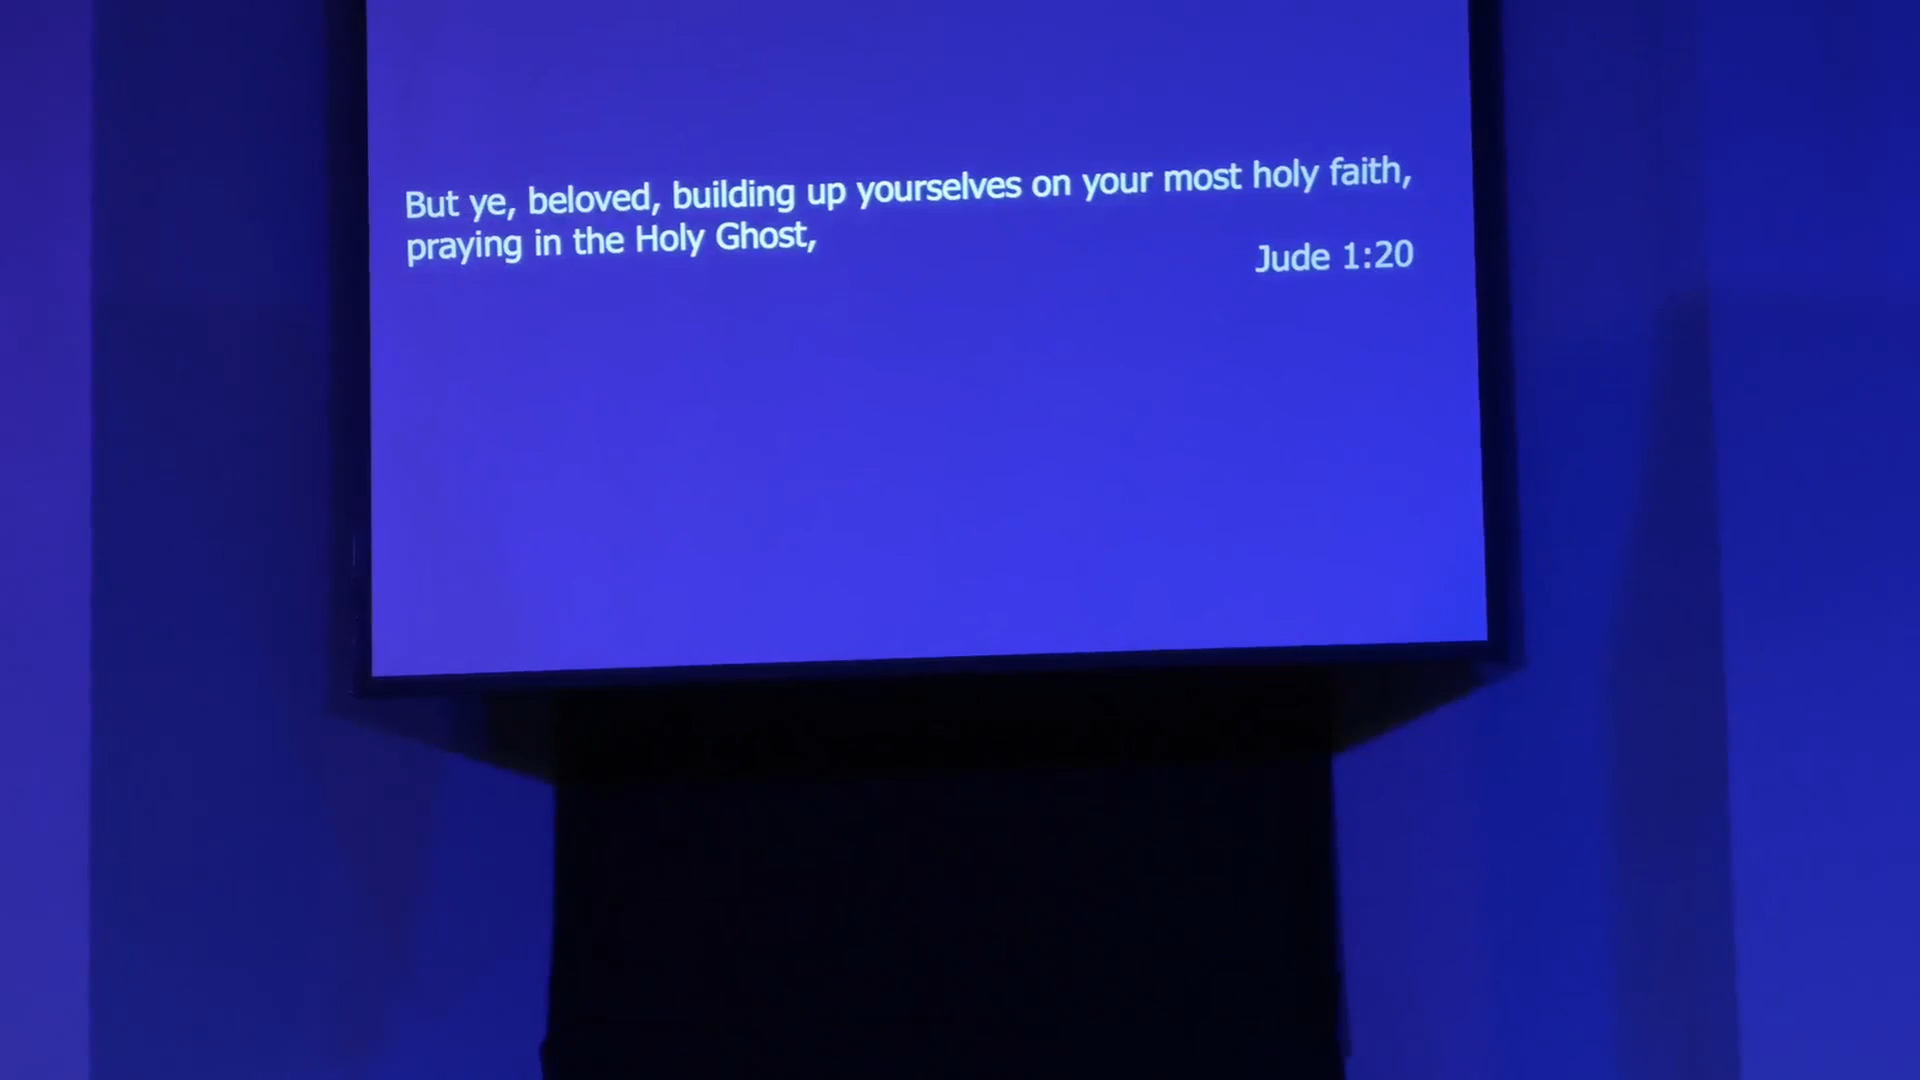 But ye, beloved, building up yourselves on your most holy faith,
praying in the Holy Ghost,
Jude 1:20